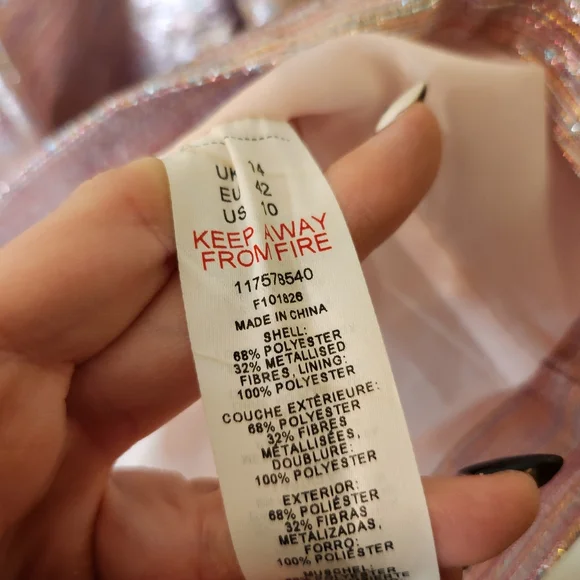 UK 14
EU 42
US 10
KEEP AWAY
FROM FIRE
117578540
F101826
MADE IN CHINA
SHELL:
68% POLYESTER
32% METALLISED
FIBRES, LINING:
100% POLYESTER
COUCHE EXTÉRIEURE:
68% POLYESTER
32% FIBRES
MÉTALLISÉES,
DOUBLURE:
100% POLYESTER
EXTERIOR:
68% POLIÉSTER
32% FIBRAS
METALIZADAS,
FORRO:
100% POLIÉSTER